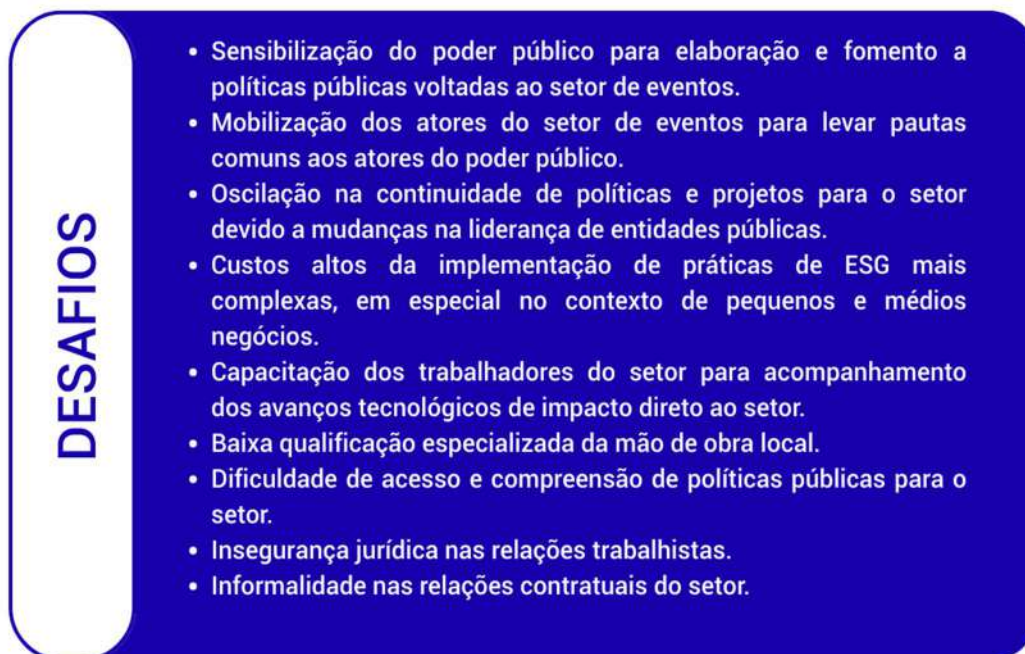 DESAFIOS
• Sensibilização do poder público para elaboração e fomento a
políticas públicas voltadas ao setor de eventos.
• Mobilização dos atores do setor de eventos para levar pautas
comuns aos atores do poder público.
• Oscilação na continuidade de políticas e projetos para o setor
devido a mudanças na liderança de entidades públicas.
• Custos altos da implementação de práticas de ESG mais
complexas, em especial no contexto de pequenos e médios
negócios.
• Capacitação dos trabalhadores do setor para acompanhamento
dos avanços tecnológicos de impacto direto ao setor.
• Baixa qualificação especializada da mão de obra local.
• Dificuldade de acesso e compreensão de políticas públicas para o
setor.
• Insegurança jurídica nas relações trabalhistas.
• Informalidade nas relações contratuais do setor.